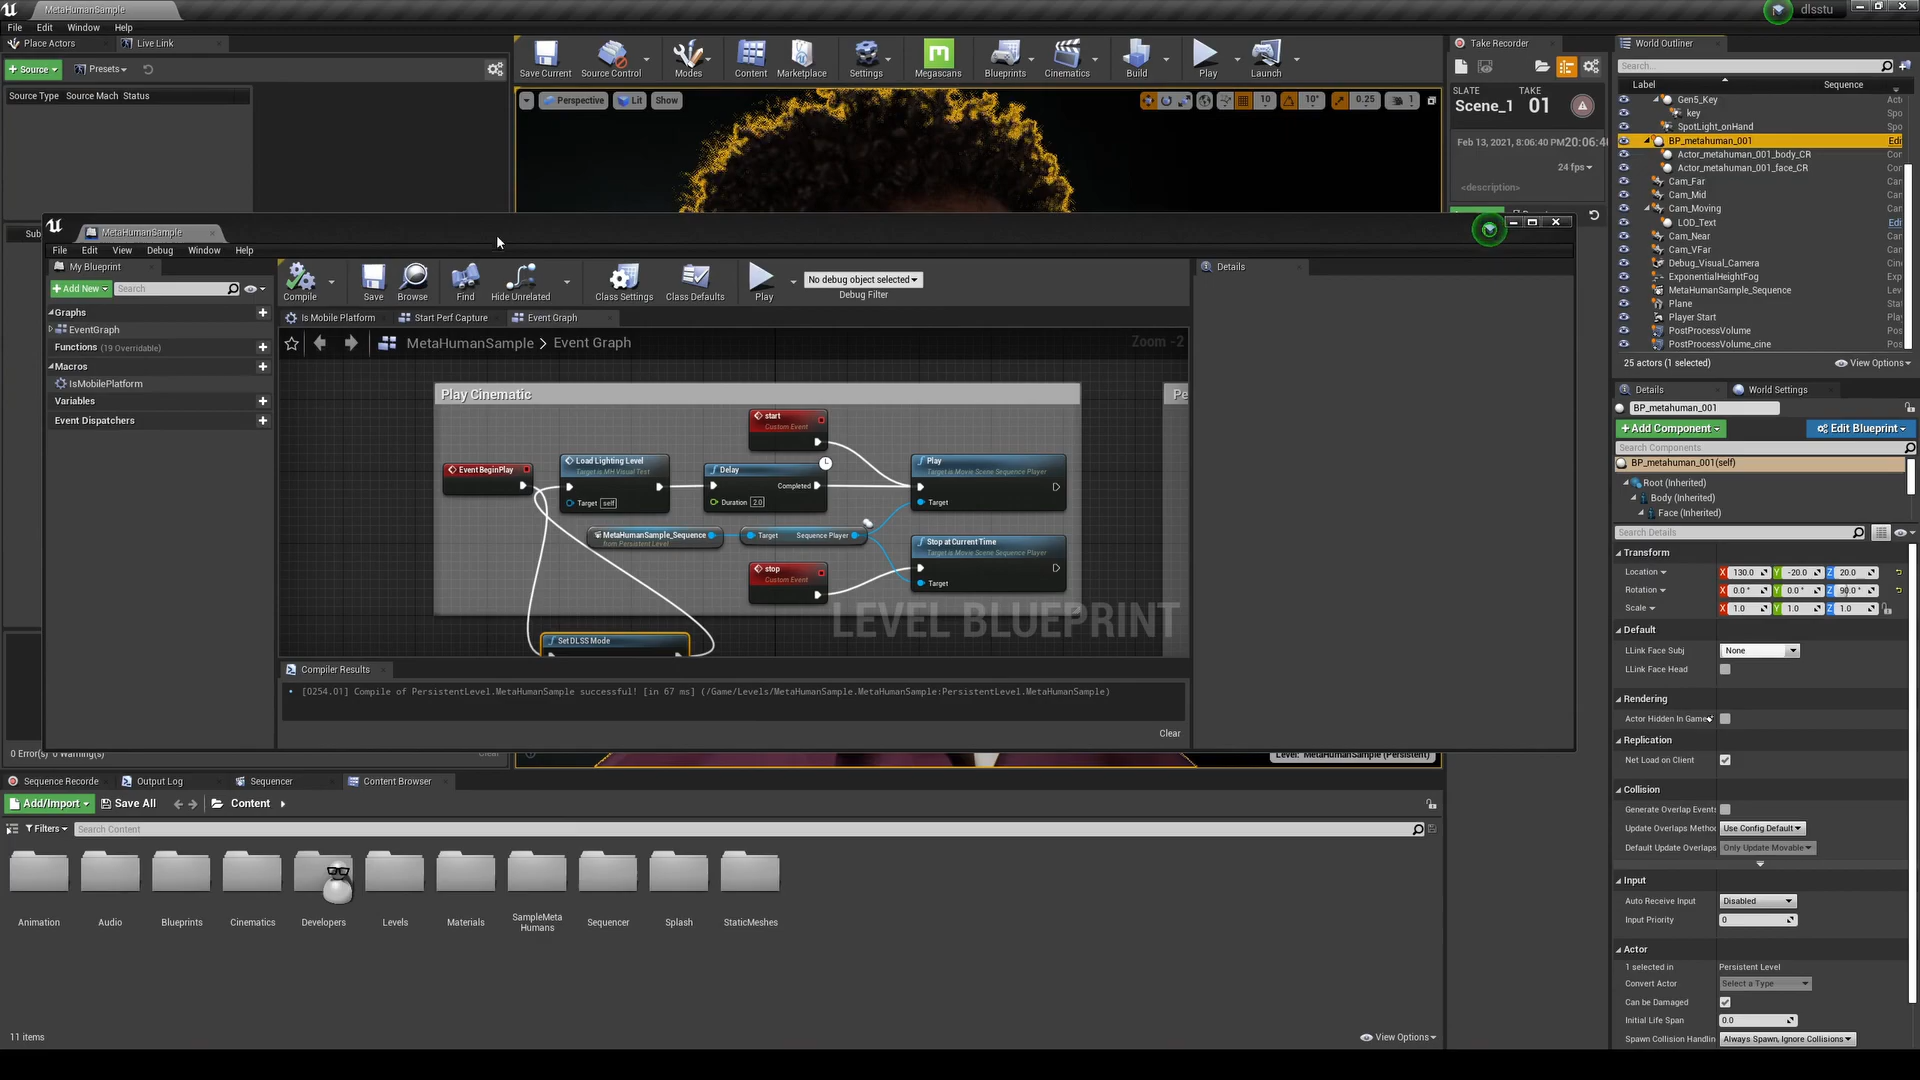 MetaHumanSample
dlsstu
File Edit Window Help
Place Actors
Live Link
Source
Presets
Source Type Source Mach Status
Save Current
Source Control
Modes
Content
Marketplace
Settings
Megascans
Blueprints
Cinematics
Build
Play
Launch
Perspective
Lit
Show
10
10°
0.25
1
Take Recorder
SLATE
TAKE
Scene_1
01
Feb 13, 2021, 8:06:40 PM
24 fps
<description>
World Outliner
Search...
Label
Sequence
Gen5_Key
key
SpotLight_onHand
BP_metahuman_001
Actor_metahuman_001_body_CR
Actor_metahuman_001_face_CR
Cam_Far
Cam_Mid
Cam_Moving
LOD_Text
Cam_Near
Cam_VFar
Debug_Visual_Camera
ExponentialHeightFog
MetaHumanSample_Sequence
Plane
Player Start
PostProcessVolume
PostProcessVolume_cine
25 actors (1 selected)
View Options
MetaHumanSample
File Edit View Debug Window Help
My Blueprint
Add New
Search
Graphs
EventGraph
Functions (19 Overridable)
Macros
IsMobilePlatform
Variables
Event Dispatchers
Compile
Save
Browse
Find
Hide Unrelated
Class Settings
Class Defaults
Play
No debug object selected
Debug Filter
Is Mobile Platform
Start Perf Capture
Event Graph
MetaHumanSample > Event Graph
Zoom -2
Play Cinematic
Pe
start
Custom Event
Event BeginPlay
Load Lighting Level
Target is MH Visual Test
Target self
Delay
Completed
Duration 2.0
Play
Target is Movie Scene Sequence Player
Target
MetaHumanSample_Sequence
from Persistent Level
Target Sequence Player
Stop at Current Time
Target is Movie Scene Sequence Player
Target
stop
Custom Event
LEVEL BLUEPRINT
Set DLSS Mode
Compiler Results
[0254.01] Compile of PersistentLevel.MetaHumanSample successful! [in 67 ms] (/Game/Levels/MetaHumanSample.MetaHumanSample:PersistentLevel.MetaHumanSample)
Clear
Details
Sub
0 Error(s) 0 Warning(s)
Clear
Level: MetaHumanSample (Persistent)
Details
World Settings
BP_metahuman_001
Add Component
Edit Blueprint
Search Components
BP_metahuman_001(self)
Root (Inherited)
Body (Inherited)
Face (Inherited)
Search Details
Transform
Location X 130.0 Y -20.0 Z 20.0
Rotation X 0.0° Y 0.0° Z 90.0°
Scale X 1.0 Y 1.0 Z 1.0
Default
LLink Face Subj None
LLink Face Head
Rendering
Actor Hidden In Game
Replication
Net Load on Client
Collision
Generate Overlap Events
Update Overlaps Metho Use Config Default
Default Update Overlaps Only Update Movable
Input
Auto Receive Input Disabled
Input Priority 0
Actor
1 selected in Persistent Level
Convert Actor Select a Type
Can be Damaged
Initial Life Span 0.0
Spawn Collision Handlin Always Spawn, Ignore Collisions
Sequence Recorde
Output Log
Sequencer
Content Browser
Add/Import
Save All
Content
Filters
Search Content
Animation
Audio
Blueprints
Cinematics
Developers
Levels
Materials
SampleMeta
Humans
Sequencer
Splash
StaticMeshes
11 items
View Options